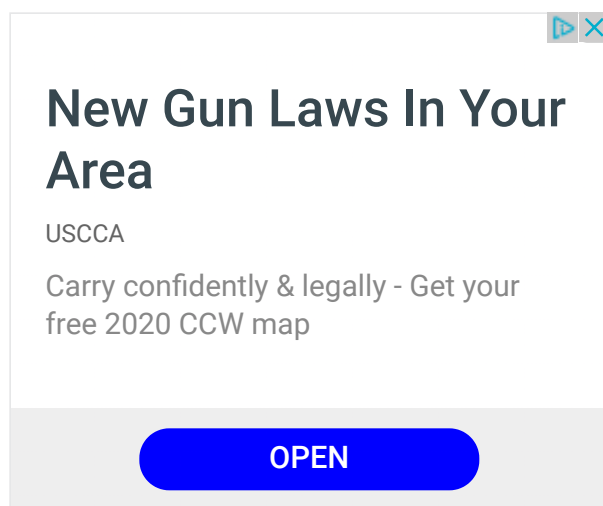 New Gun Laws In Your
Area
USCCA
Carry confidently & legally - Get your
free 2020 CCW map
OPEN